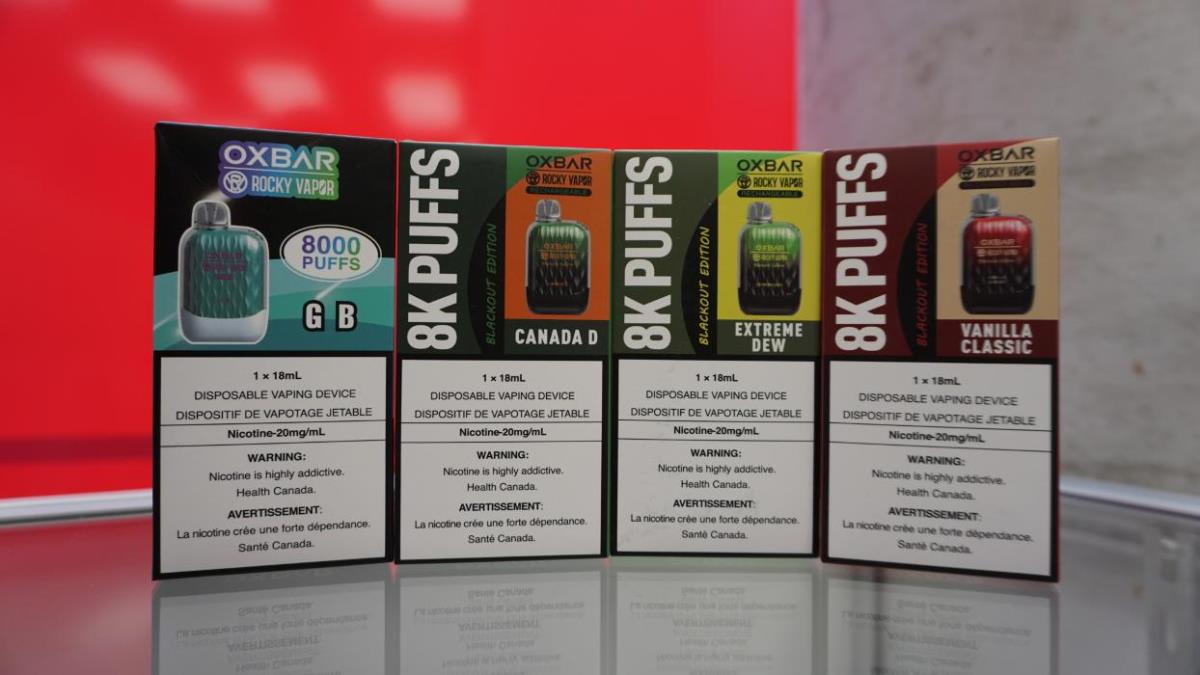 OXBAR
ROCKY VAPOR
8000
PUFFS
G B
1 × 18mL
DISPOSABLE VAPING DEVICE
DISPOSITIF DE VAPOTAGE JETABLE
Nicotine-20mg/mL
WARNING:
Nicotine is highly addictive.
Health Canada.
AVERTISSEMENT:
La nicotine crée une forte dépendance.
Santé Canada.
8K PUFFS
BLACKOUT EDITION
OXBAR
ROCKY VAPOR
RECHARGEABLE
OXBAR
CANADA D
1 × 18mL
DISPOSABLE VAPING DEVICE
DISPOSITIF DE VAPOTAGE JETABLE
Nicotine-20mg/mL
WARNING:
Nicotine is highly addictive.
Health Canada.
AVERTISSEMENT:
La nicotine crée une forte dépendance.
Santé Canada.
8K PUFFS
BLACKOUT EDITION
OXBAR
ROCKY VAPOR
RECHARGEABLE
OXBAR
EXTREME
DEW
1 × 18mL
DISPOSABLE VAPING DEVICE
DISPOSITIF DE VAPOTAGE JETABLE
Nicotine-20mg/mL
WARNING:
Nicotine is highly addictive.
Health Canada.
AVERTISSEMENT:
La nicotine crée une forte dépendance.
Santé Canada.
8K PUFFS
BLACKOUT EDITION
OXBAR
ROCKY VAPOR
OXBAR
VANILLA
CLASSIC
1 × 18mL
DISPOSABLE VAPING DEVICE
DISPOSITIF DE VAPOTAGE JETABLE
Nicotine-20mg/mL
WARNING:
Nicotine is highly addictive.
Health Canada.
AVERTISSEMENT:
La nicotine crée une forte dépendance.
Santé Canada.